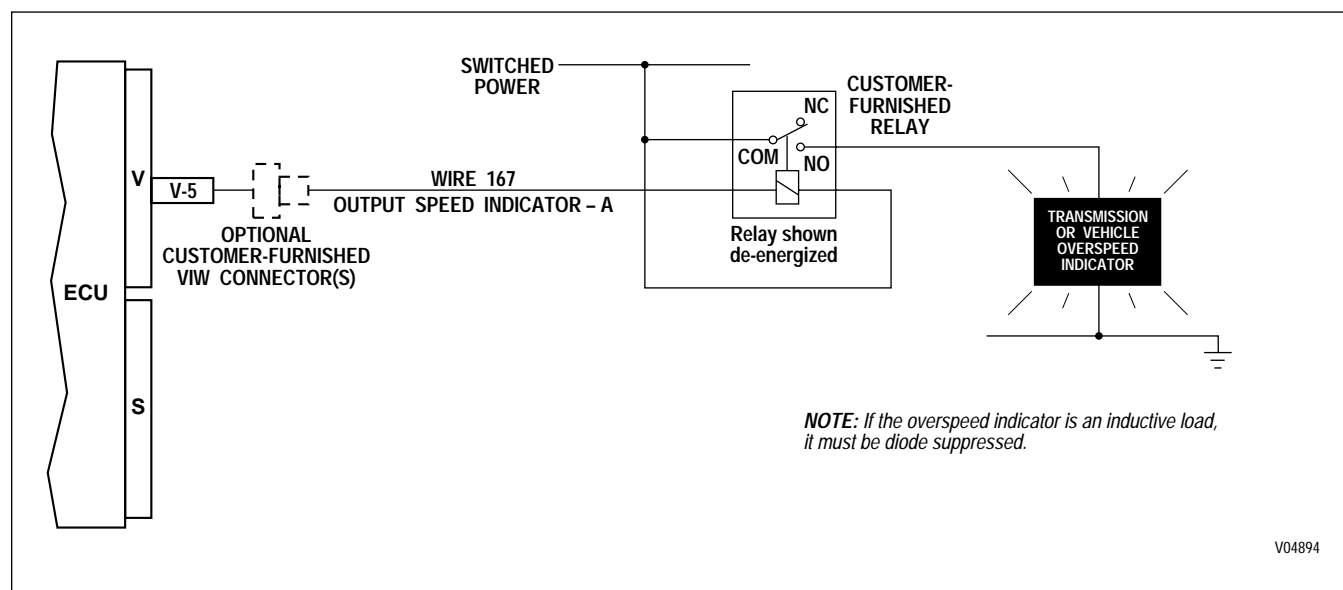 SWITCHED
POWER
CUSTOMER-
FURNISHED
RELAY
NC
COM
NO
V
V-5
WIRE 167
OUTPUT SPEED INDICATOR – A
OPTIONAL
CUSTOMER-FURNISHED
VIW CONNECTOR(S)
Relay shown
de-energized
TRANSMISSION
OR VEHICLE
OVERSPEED
INDICATOR
ECU
S
NOTE: If the overspeed indicator is an inductive load,
it must be diode suppressed.
V04894